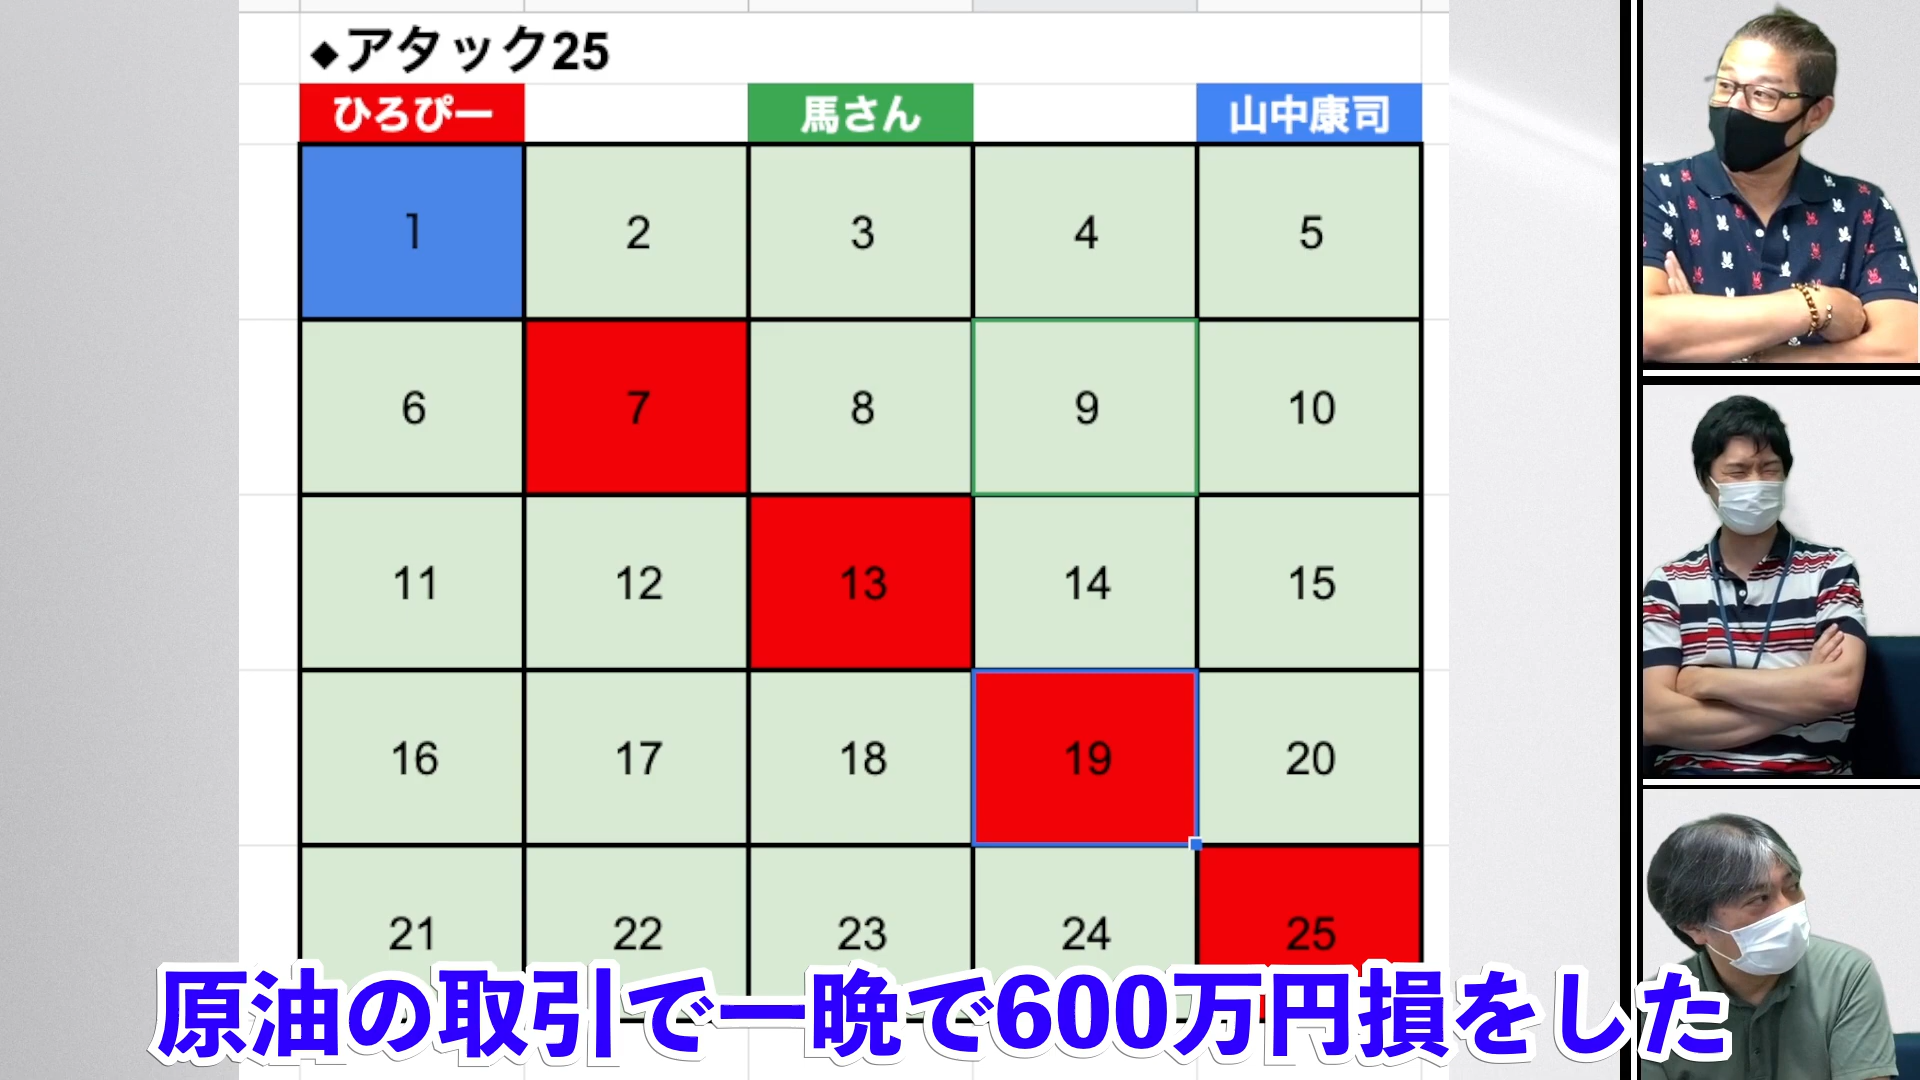 ◆アタック25
ひろぴー 馬さん 山中康司
1 2 3 4 5
6 7 8 9 10
11 12 13 14 15
16 17 18 19 20
21 22 23 24 25
原油の取引で一晩で600万円損をした